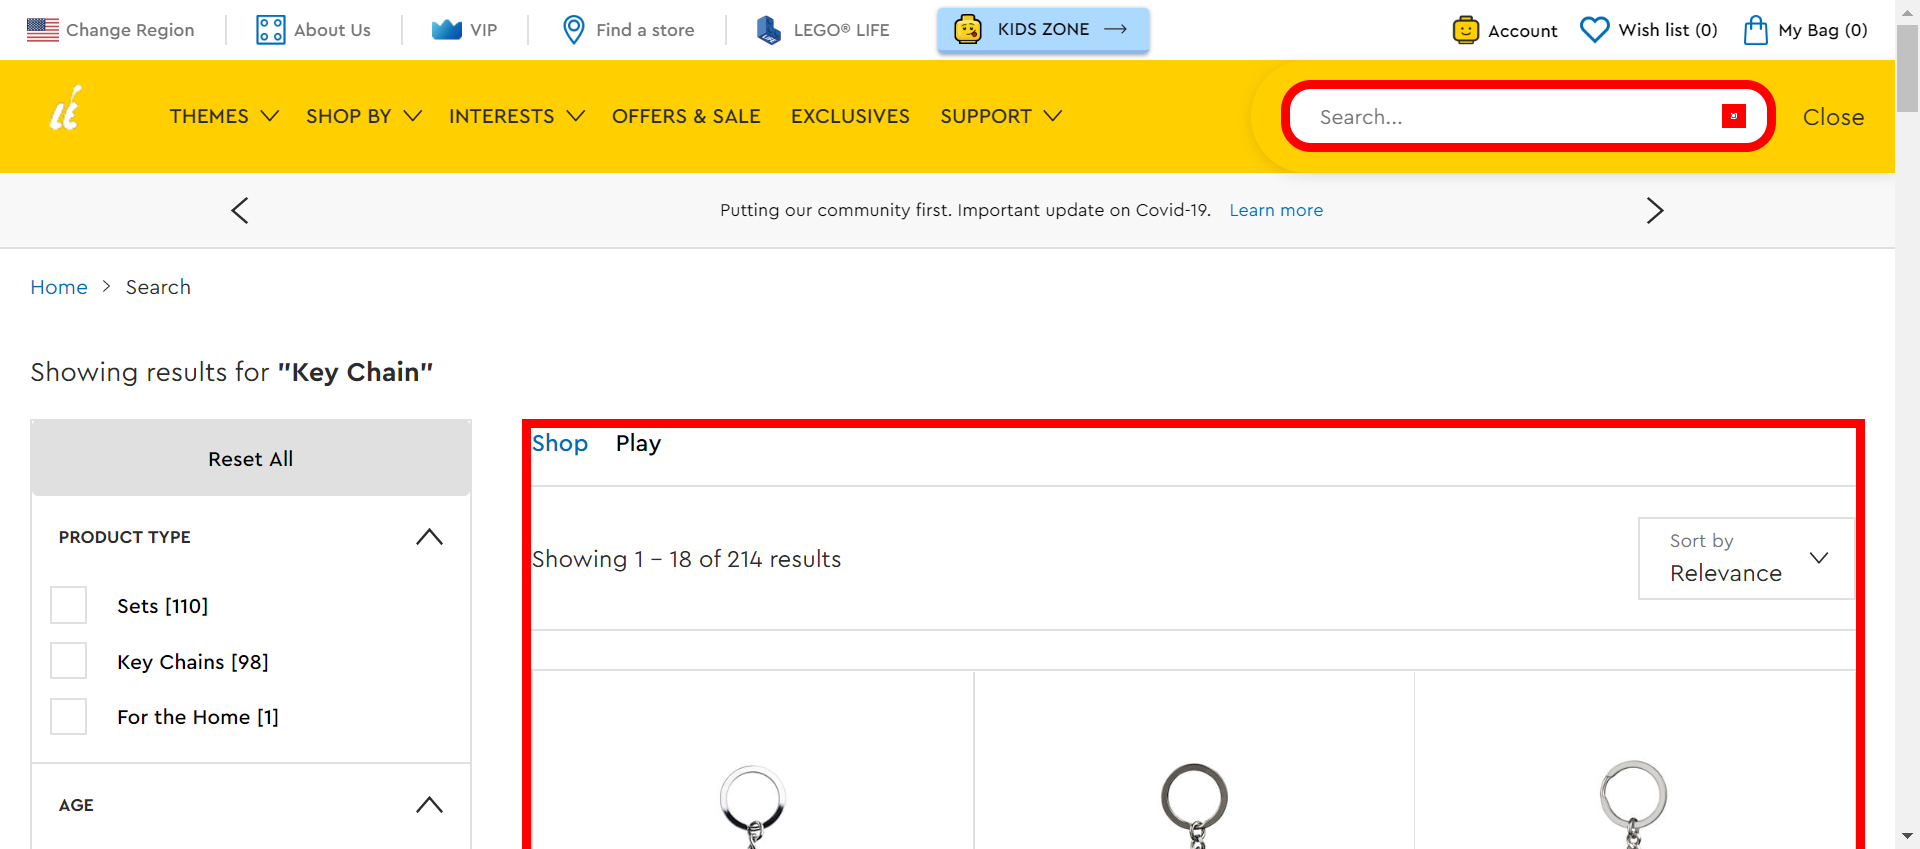 Change Region
About Us
VIP
Find a store
LEGO® LIFE
KIDS ZONE
Account
Wish list (0)
My Bag (0)
THEMES
SHOP BY
INTERESTS
OFFERS & SALE
EXCLUSIVES
SUPPORT
Search...
Close
Putting our community first. Important update on Covid-19. Learn more
Home > Search
Showing results for "Key Chain"
Reset All
PRODUCT TYPE
Sets [110]
Key Chains [98]
For the Home [1]
AGE
Shop
Play
Showing 1 - 18 of 214 results
Sort by
Relevance